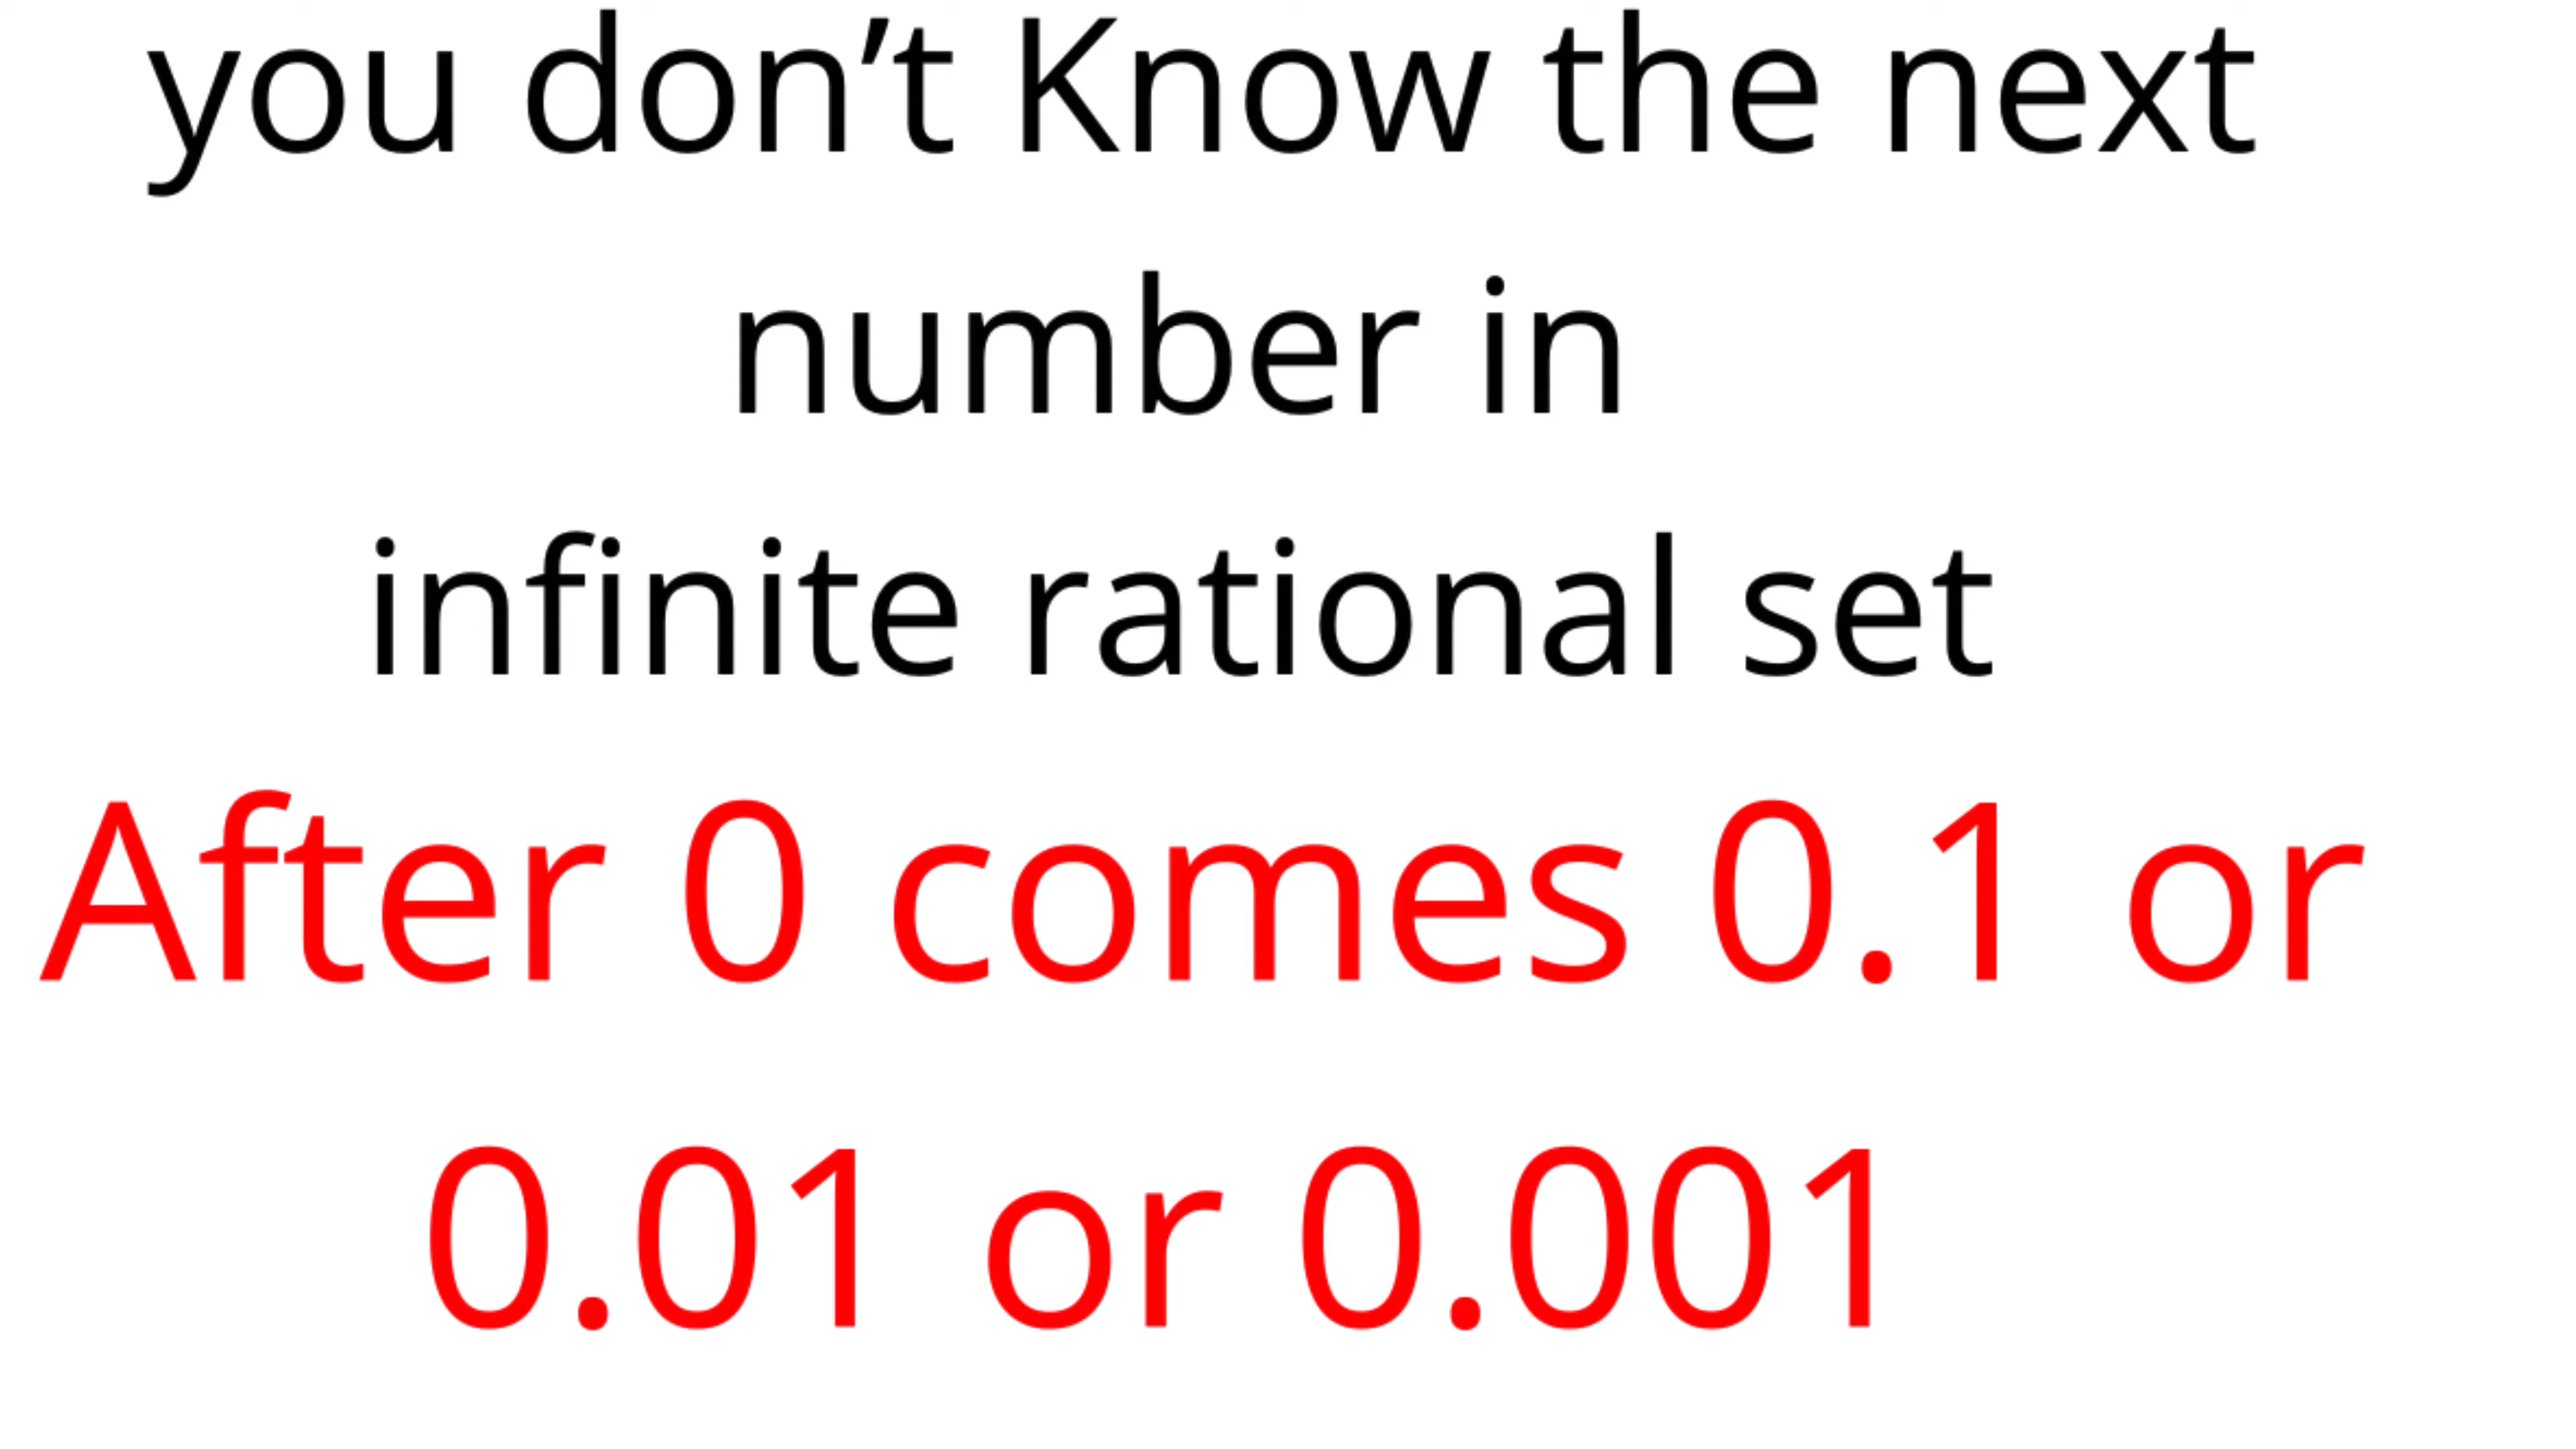 you don’t Know the next
number in
infinite rational set
After 0 comes 0.1 or
0.01 or 0.001